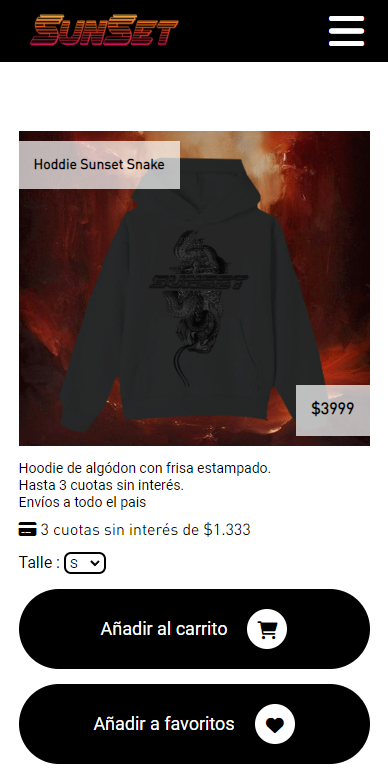 SUNSET
Hoddie Sunset Snake
SUNSET
$3999
Hoodie de algódon con frisa estampado.
Hasta 3 cuotas sin interés.
Envíos a todo el pais
3 cuotas sin interés de $1.333
Talle : S
Añadir al carrito
Añadir a favoritos